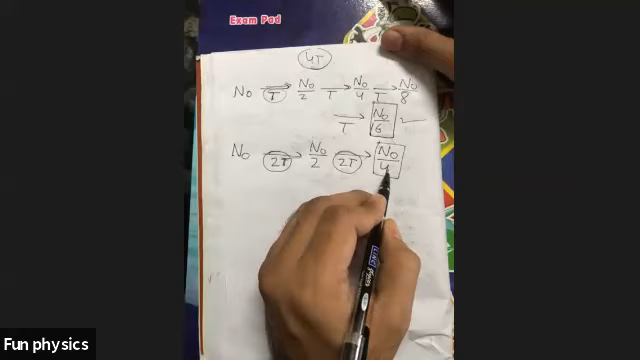 Exam Pad
4T
N₀ →T N₀/2 →T N₀/4 →T N₀/8
→T N₀/16 ✓
N₀ →2T N₀/2 →2T N₀/4
LINC
Fun physics